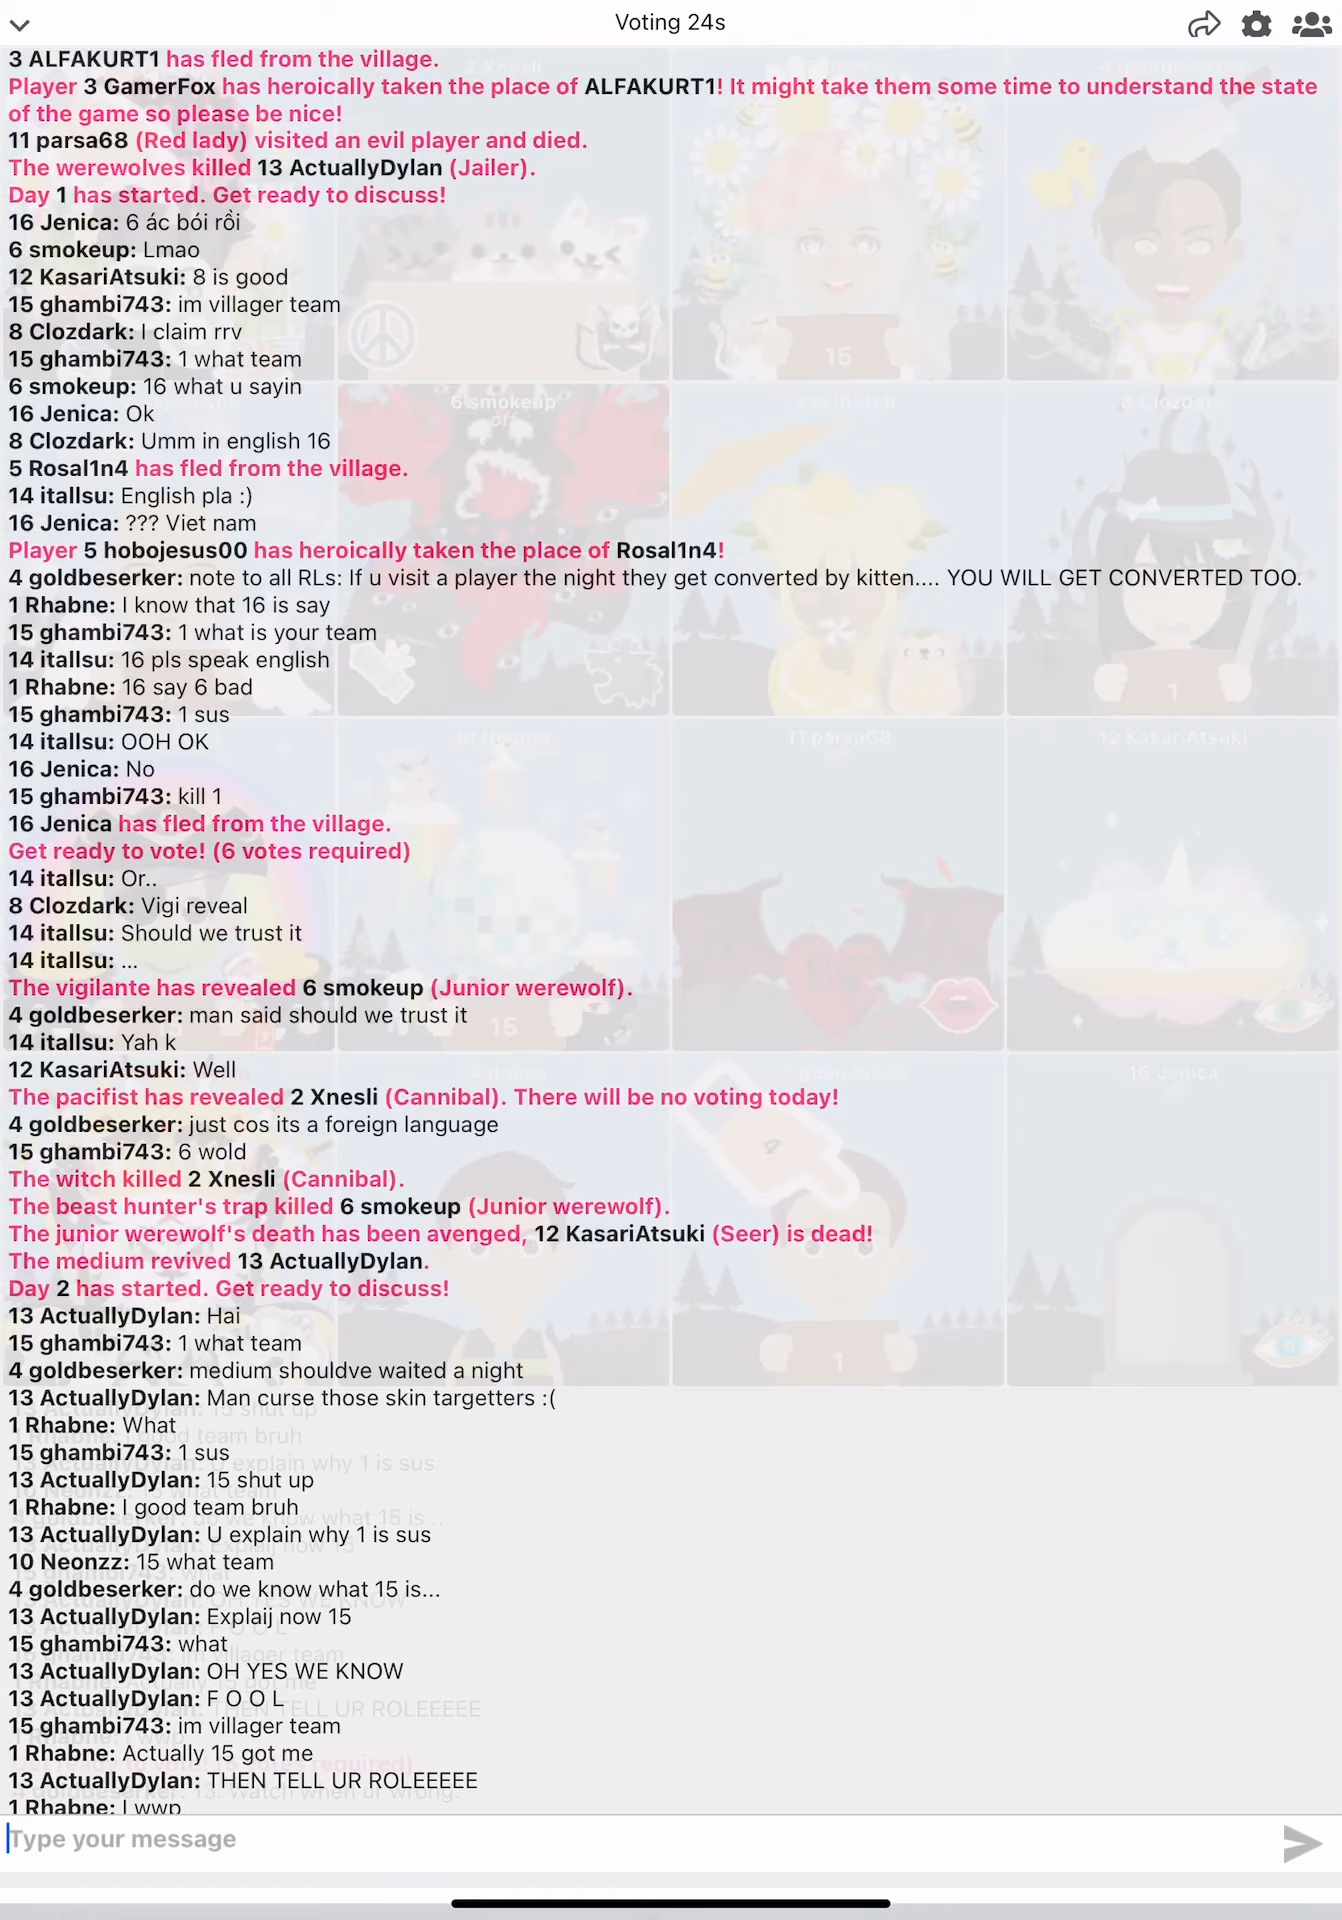 Voting 24s
3 ALFAKURT1 has fled from the village.
Player 3 GamerFox has heroically taken the place of ALFAKURT1! It might take them some time to understand the state
of the game so please be nice!
11 parsa68 (Red lady) visited an evil player and died.
The werewolves killed 13 ActuallyDylan (Jailer).
Day 1 has started. Get ready to discuss!
16 Jenica: 6 ác bói rồi
6 smokeup: Lmao
12 KasariAtsuki: 8 is good
15 ghambi743: im villager team
8 Clozdark: I claim rrv
15 ghambi743: 1 what team
6 smokeup: 16 what u sayin
16 Jenica: Ok
8 Clozdark: Umm in english 16
5 Rosal1n4 has fled from the village.
14 itallsu: English pla :)
16 Jenica: ??? Viet nam
Player 5 hobojesus00 has heroically taken the place of Rosal1n4!
4 goldbeserker: note to all RLs: If u visit a player the night they get converted by kitten.... YOU WILL GET CONVERTED TOO.
1 Rhabne: I know that 16 is say
15 ghambi743: 1 what is your team
14 itallsu: 16 pls speak english
1 Rhabne: 16 say 6 bad
15 ghambi743: 1 sus
14 itallsu: OOH OK
16 Jenica: No
15 ghambi743: kill 1
16 Jenica has fled from the village.
Get ready to vote! (6 votes required)
14 itallsu: Or..
8 Clozdark: Vigi reveal
14 itallsu: Should we trust it
14 itallsu: ...
The vigilante has revealed 6 smokeup (Junior werewolf).
4 goldbeserker: man said should we trust it
14 itallsu: Yah k
12 KasariAtsuki: Well
The pacifist has revealed 2 Xnesli (Cannibal). There will be no voting today!
4 goldbeserker: just cos its a foreign language
15 ghambi743: 6 wold
The witch killed 2 Xnesli (Cannibal).
The beast hunter's trap killed 6 smokeup (Junior werewolf).
The junior werewolf's death has been avenged, 12 KasariAtsuki (Seer) is dead!
The medium revived 13 ActuallyDylan.
Day 2 has started. Get ready to discuss!
13 ActuallyDylan: Hai
15 ghambi743: 1 what team
4 goldbeserker: medium shouldve waited a night
13 ActuallyDylan: Man curse those skin targetters :(
1 Rhabne: What
15 ghambi743: 1 sus
13 ActuallyDylan: 15 shut up
1 Rhabne: I good team bruh
13 ActuallyDylan: U explain why 1 is sus
10 Neonzz: 15 what team
4 goldbeserker: do we know what 15 is...
13 ActuallyDylan: Explaij now 15
15 ghambi743: what
13 ActuallyDylan: OH YES WE KNOW
13 ActuallyDylan: F O O L
15 ghambi743: im villager team
1 Rhabne: Actually 15 got me
13 ActuallyDylan: THEN TELL UR ROLEEEEE
1 Rhabne: I wwp
Type your message